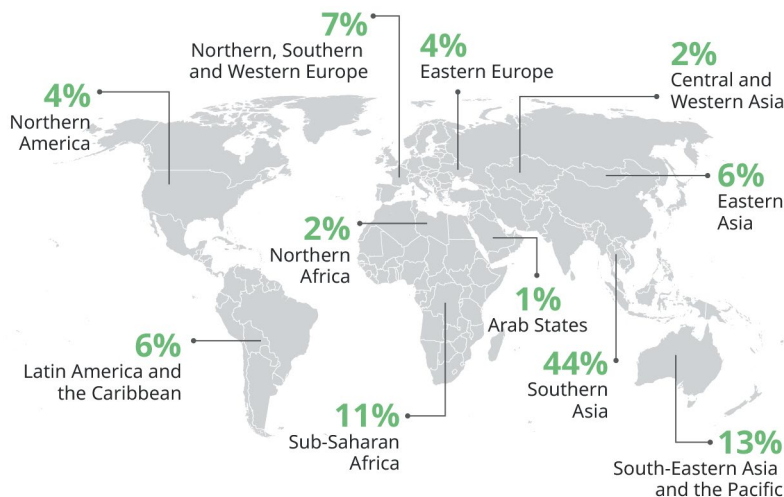 7%
Northern, Southern
and Western Europe
4%
Eastern Europe
2%
Central and
Western Asia
4%
Northern
America
6%
Eastern
Asia
2%
Northern
Africa
1%
Arab States
6%
Latin America and
the Caribbean
44%
Southern
Asia
11%
Sub-Saharan
Africa
13%
South-Eastern Asia
and the Pacific